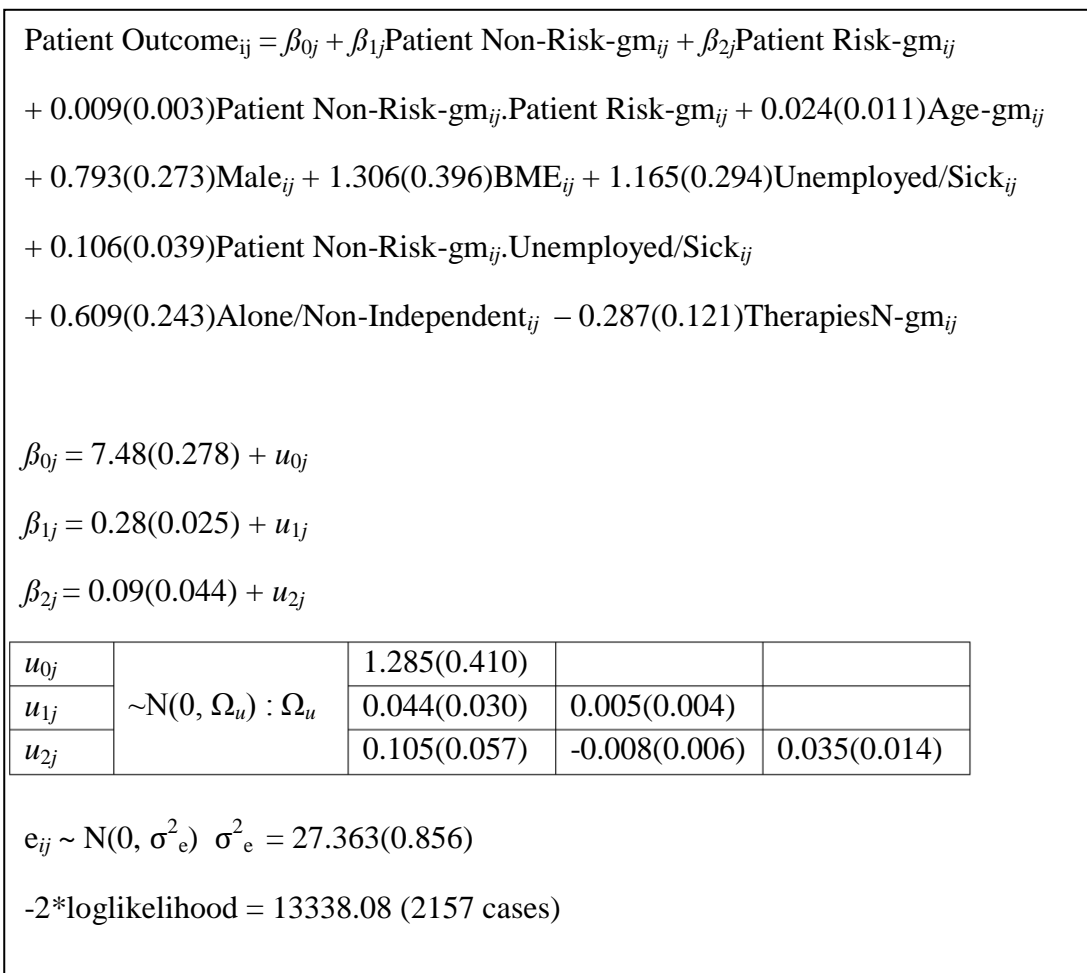 Patient Outcomeij = ß0j + ß1jPatient Non-Risk-gmij + ß2jPatient Risk-gmij
+ 0.009(0.003)Patient Non-Risk-gmij.Patient Risk-gmij + 0.024(0.011)Age-gmij
+ 0.793(0.273)Maleij + 1.306(0.396)BMEij + 1.165(0.294)Unemployed/Sickij
+ 0.106(0.039)Patient Non-Risk-gmij.Unemployed/Sickij
+ 0.609(0.243)Alone/Non-Independentij – 0.287(0.121)TherapiesN-gmij
ß0j = 7.48(0.278) + u0j
ß1j = 0.28(0.025) + u1j
ß2j = 0.09(0.044) + u2j
u0j 1.285(0.410)
u1j ~N(0, Ωu) : Ωu 0.044(0.030) 0.005(0.004)
u2j 0.105(0.057) -0.008(0.006) 0.035(0.014)
eij ~ N(0, σ2e) σ2e = 27.363(0.856)
-2*loglikelihood = 13338.08 (2157 cases)